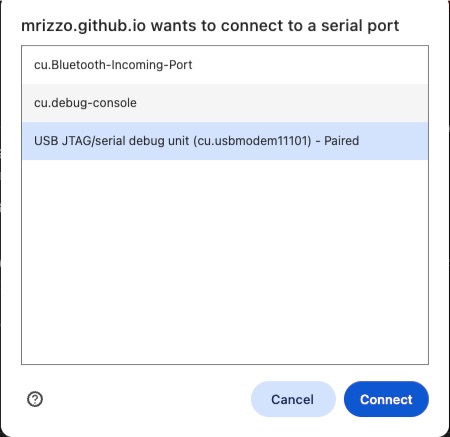 mrizzo.github.io wants to connect to a serial port
cu.Bluetooth-Incoming-Port
cu.debug-console
USB JTAG/serial debug unit (cu.usbmodem11101) - Paired
Cancel
Connect